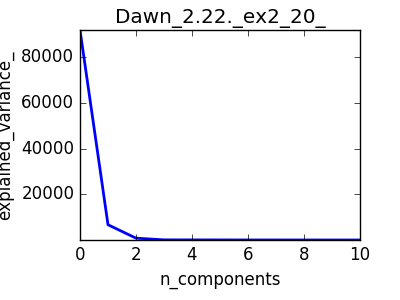 Dawn_2.22._ex2_20_
80000
60000
40000
20000
explained_variance_
0 2 4 6 8 10
n_components